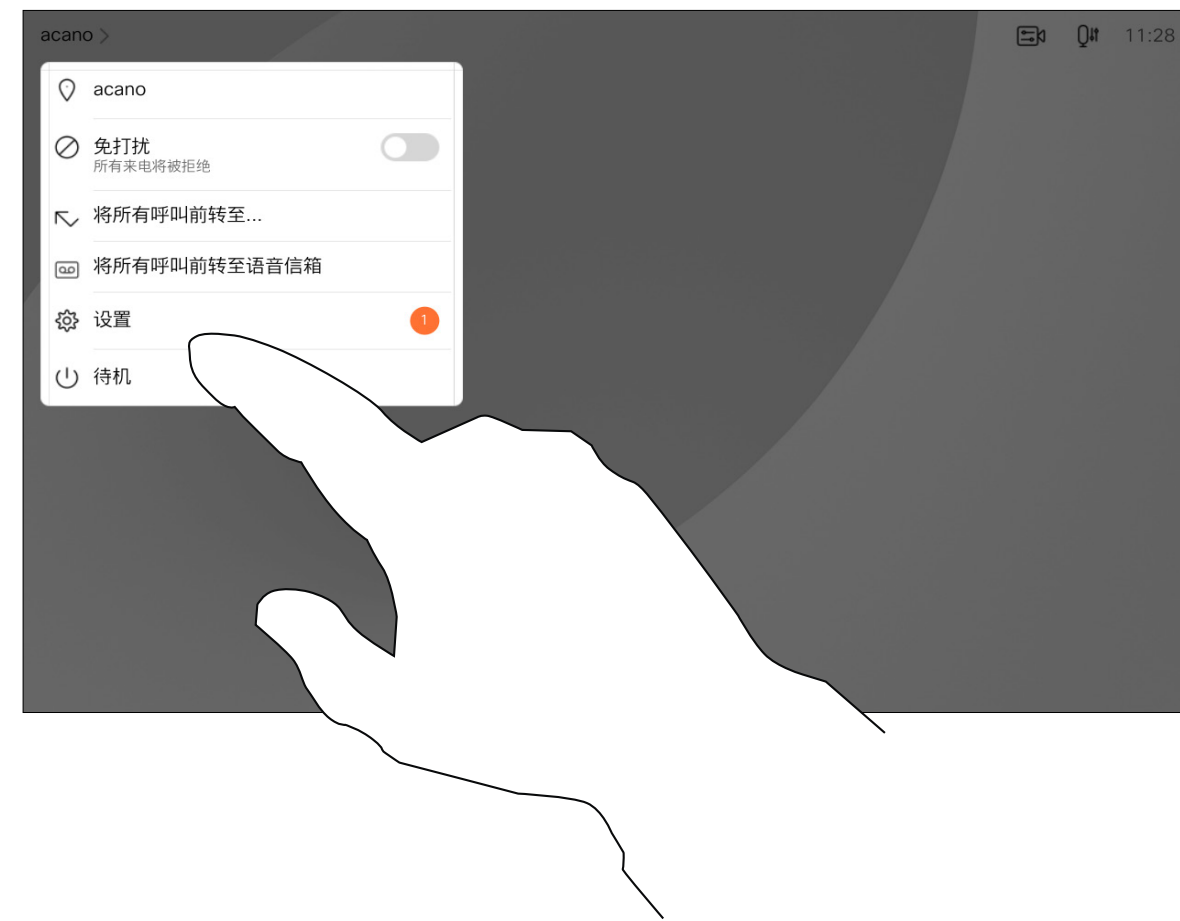 acano
11:28
acano
免打扰
所有来电将被拒绝
将所有呼叫前转至...
将所有呼叫前转至语音信箱
设置
1
待机